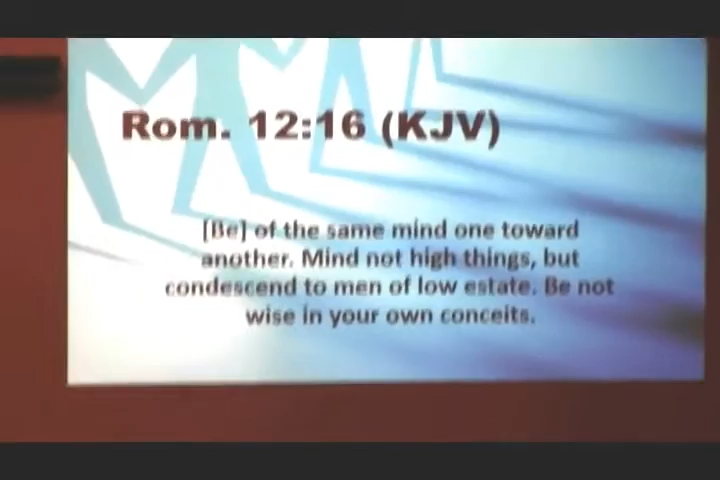 Rom. 12:16 (KJV)
[Be] of the same mind one toward
another. Mind not high things, but
condescend to men of low estate. Be not
wise in your own conceits.